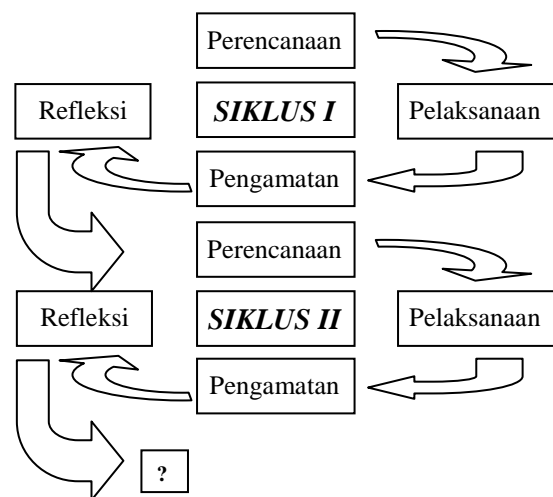 Perencanaan
Refleksi
SIKLUS I
Pelaksanaan
Pengamatan
Perencanaan
Refleksi
SIKLUS II
Pelaksanaan
Pengamatan
?